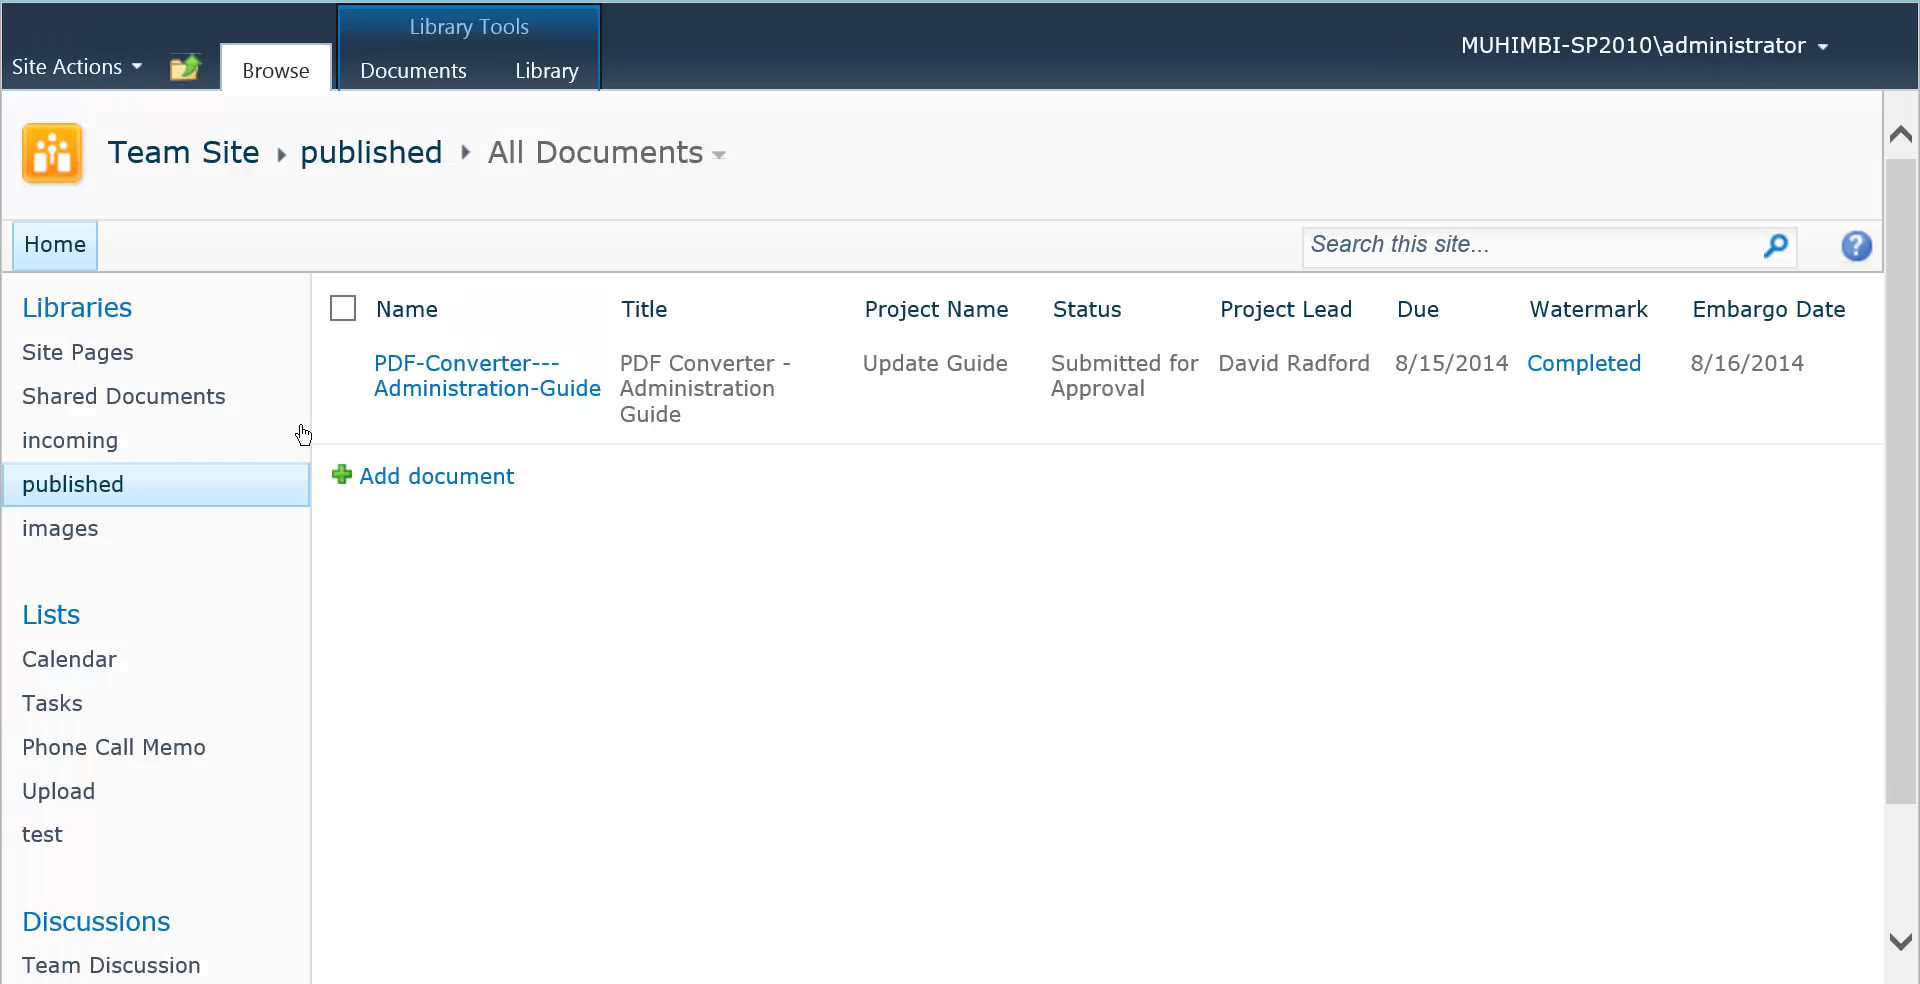 Library Tools
MUHIMBI-SP2010\administrator
Site Actions
Browse
Documents
Library
Team Site
published
All Documents
Home
Search this site...
Libraries
Site Pages
Shared Documents
incoming
published
images
Lists
Calendar
Tasks
Phone Call Memo
Upload
test
Discussions
Team Discussion
Name
Title
Project Name
Status
Project Lead
Due
Watermark
Embargo Date
PDF-Converter---
Administration-Guide
PDF Converter -
Administration
Guide
Update Guide
Submitted for
Approval
David Radford
8/15/2014
Completed
8/16/2014
Add document